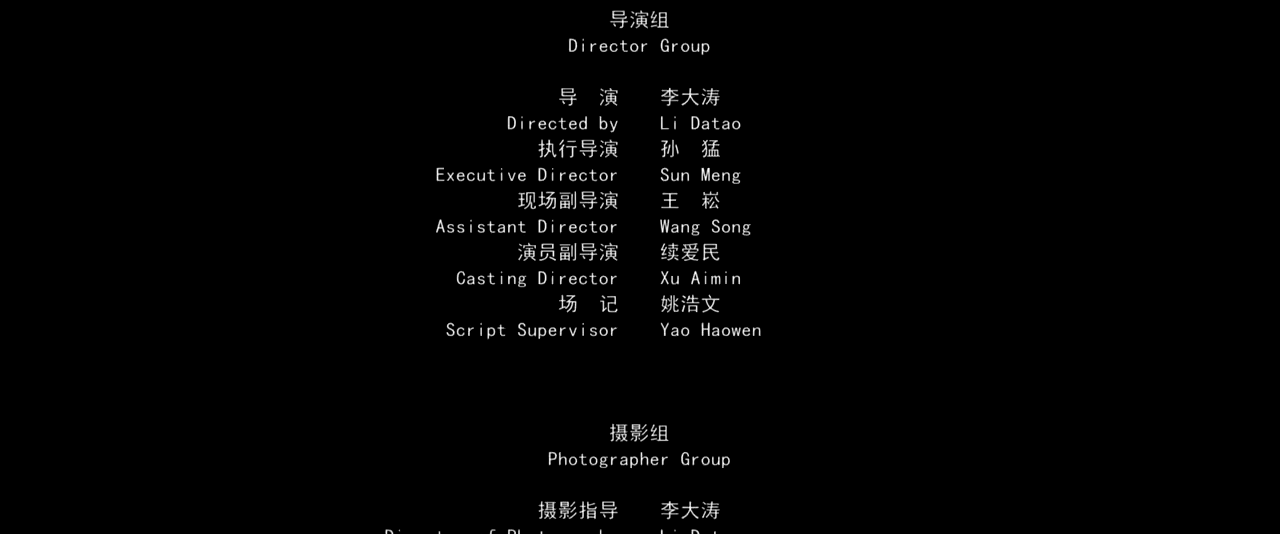 导演组
Director Group
导 演 李大涛
Directed by Li Datao
执行导演 孙 猛
Executive Director Sun Meng
现场副导演 王 崧
Assistant Director Wang Song
演员副导演 续爱民
Casting Director Xu Aimin
场 记 姚浩文
Script Supervisor Yao Haowen
摄影组
Photographer Group
摄影指导 李大涛